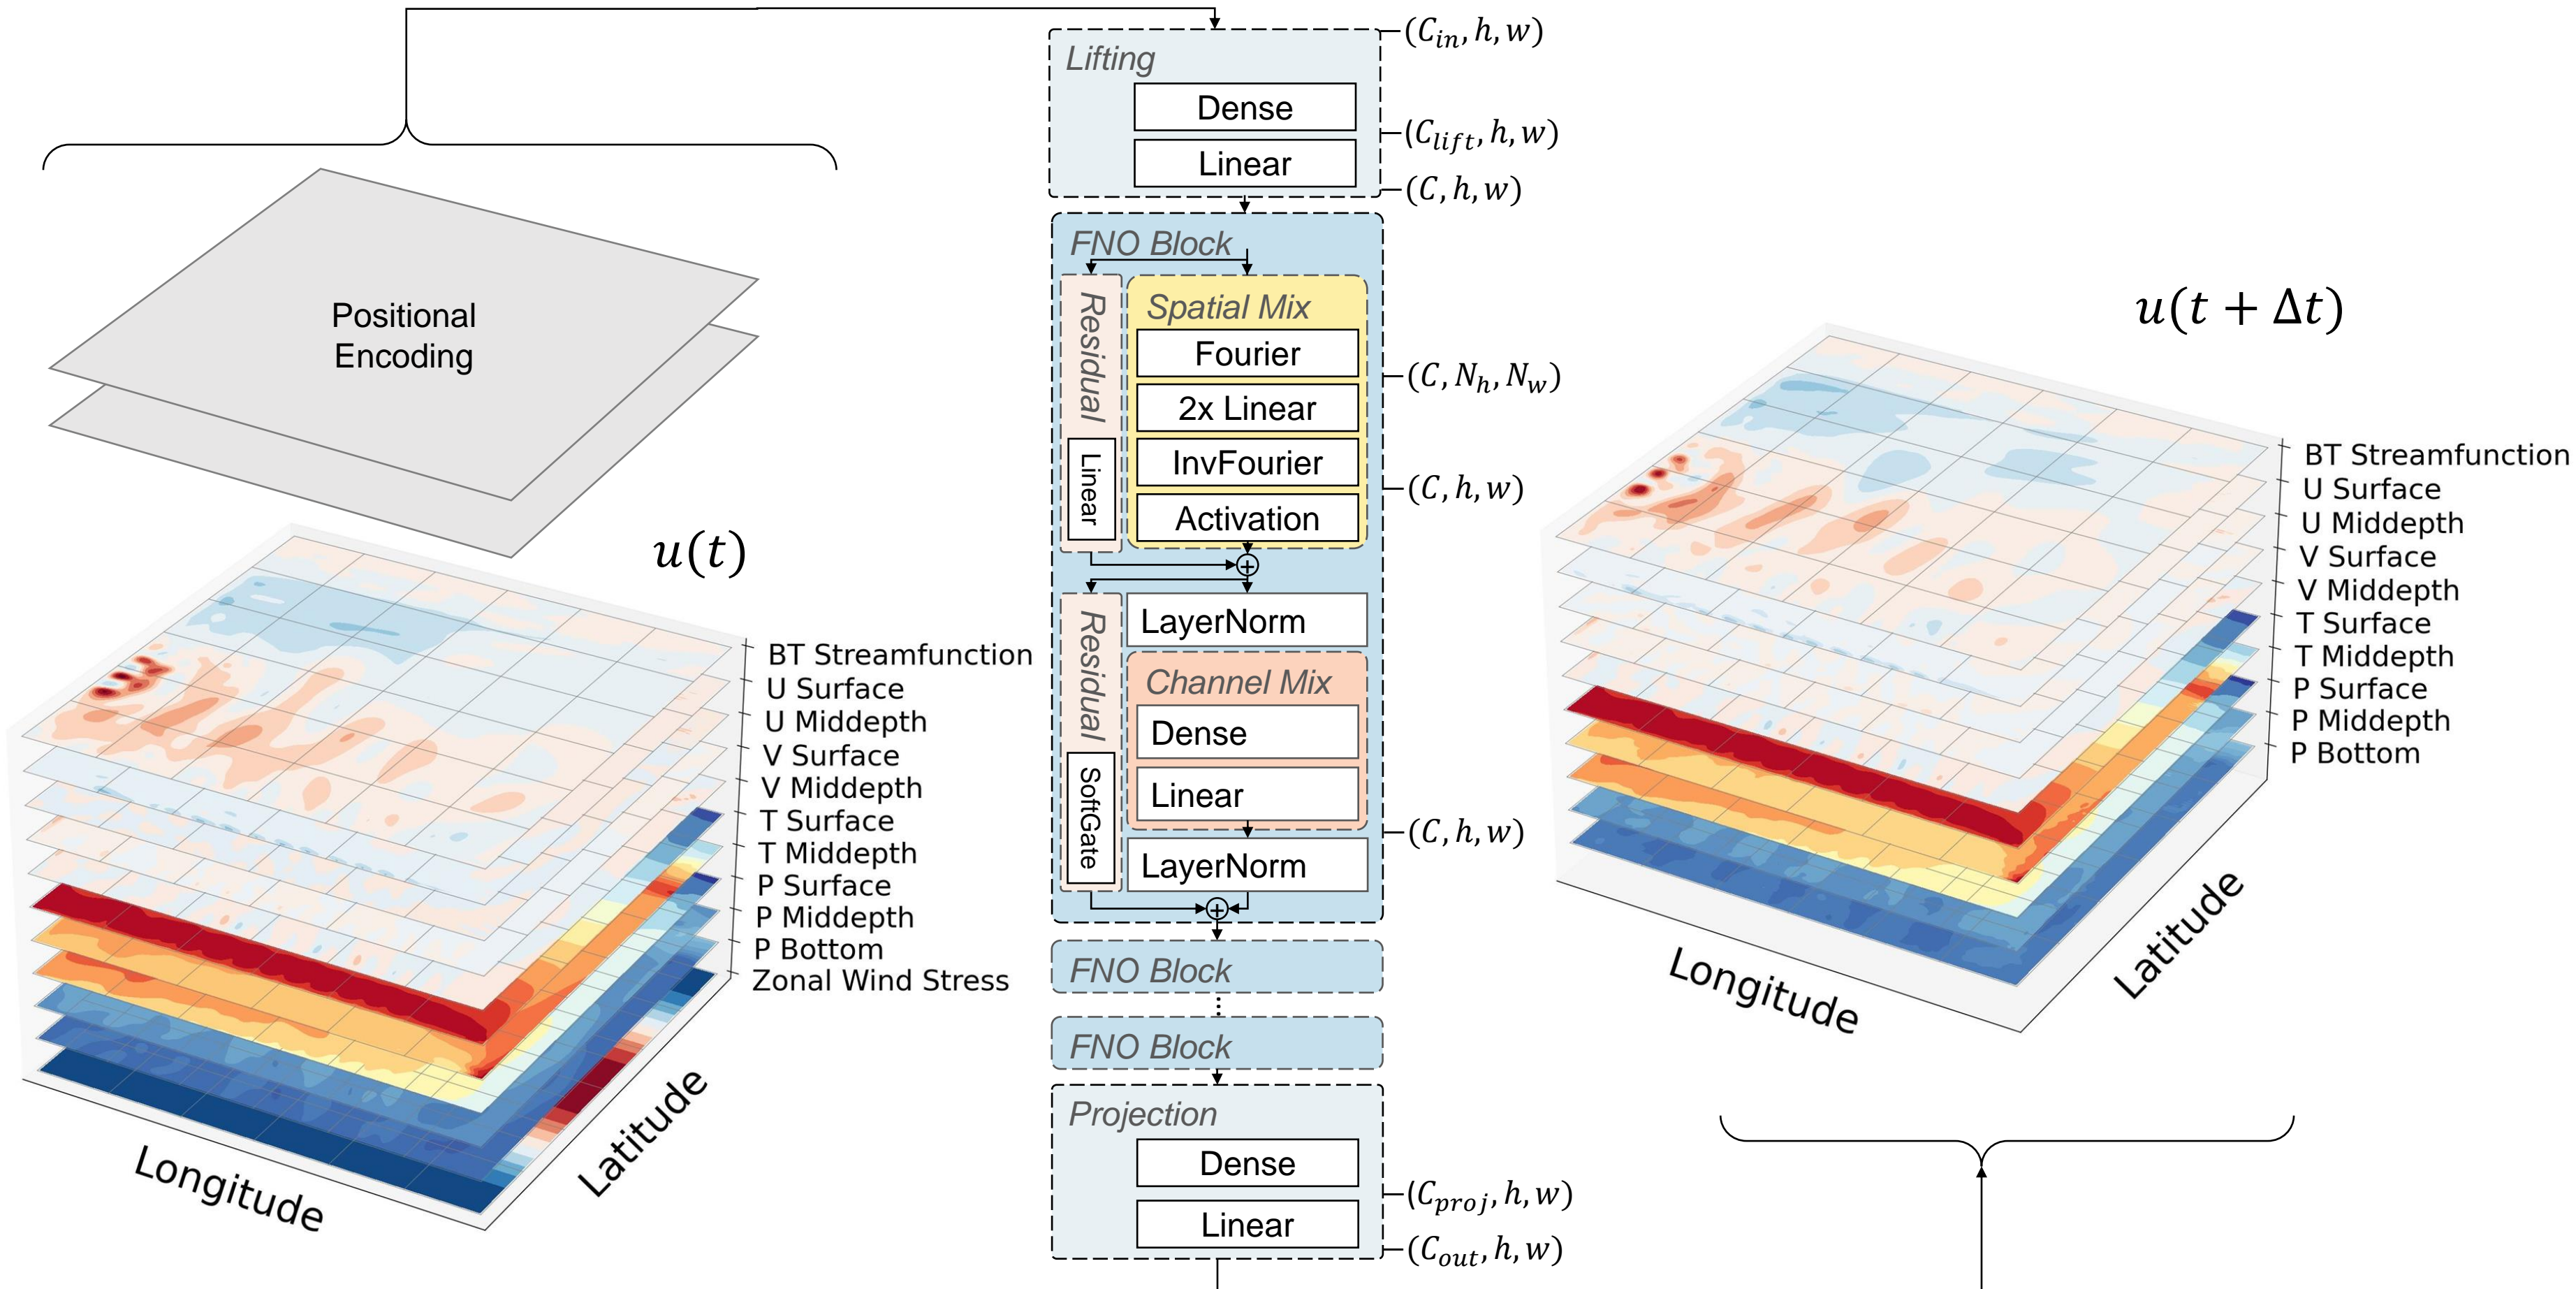 Positional
Encoding
u(t)
BT Streamfunction
U Surface
U Middepth
V Surface
V Middepth
T Surface
T Middepth
P Surface
P Middepth
P Bottom
Zonal Wind Stress
Longitude
Latitude
Lifting
Dense
Linear
(C_in, h, w)
(C_lift, h, w)
(C, h, w)
FNO Block
Residual
Linear
Spatial Mix
Fourier
2x Linear
InvFourier
Activation
(C, N_h, N_w)
(C, h, w)
+
Residual
SoftGate
LayerNorm
Channel Mix
Dense
Linear
LayerNorm
(C, h, w)
+
FNO Block
FNO Block
Projection
Dense
Linear
(C_proj, h, w)
(C_out, h, w)
u(t + Δt)
BT Streamfunction
U Surface
U Middepth
V Surface
V Middepth
T Surface
T Middepth
P Surface
P Middepth
P Bottom
Longitude
Latitude